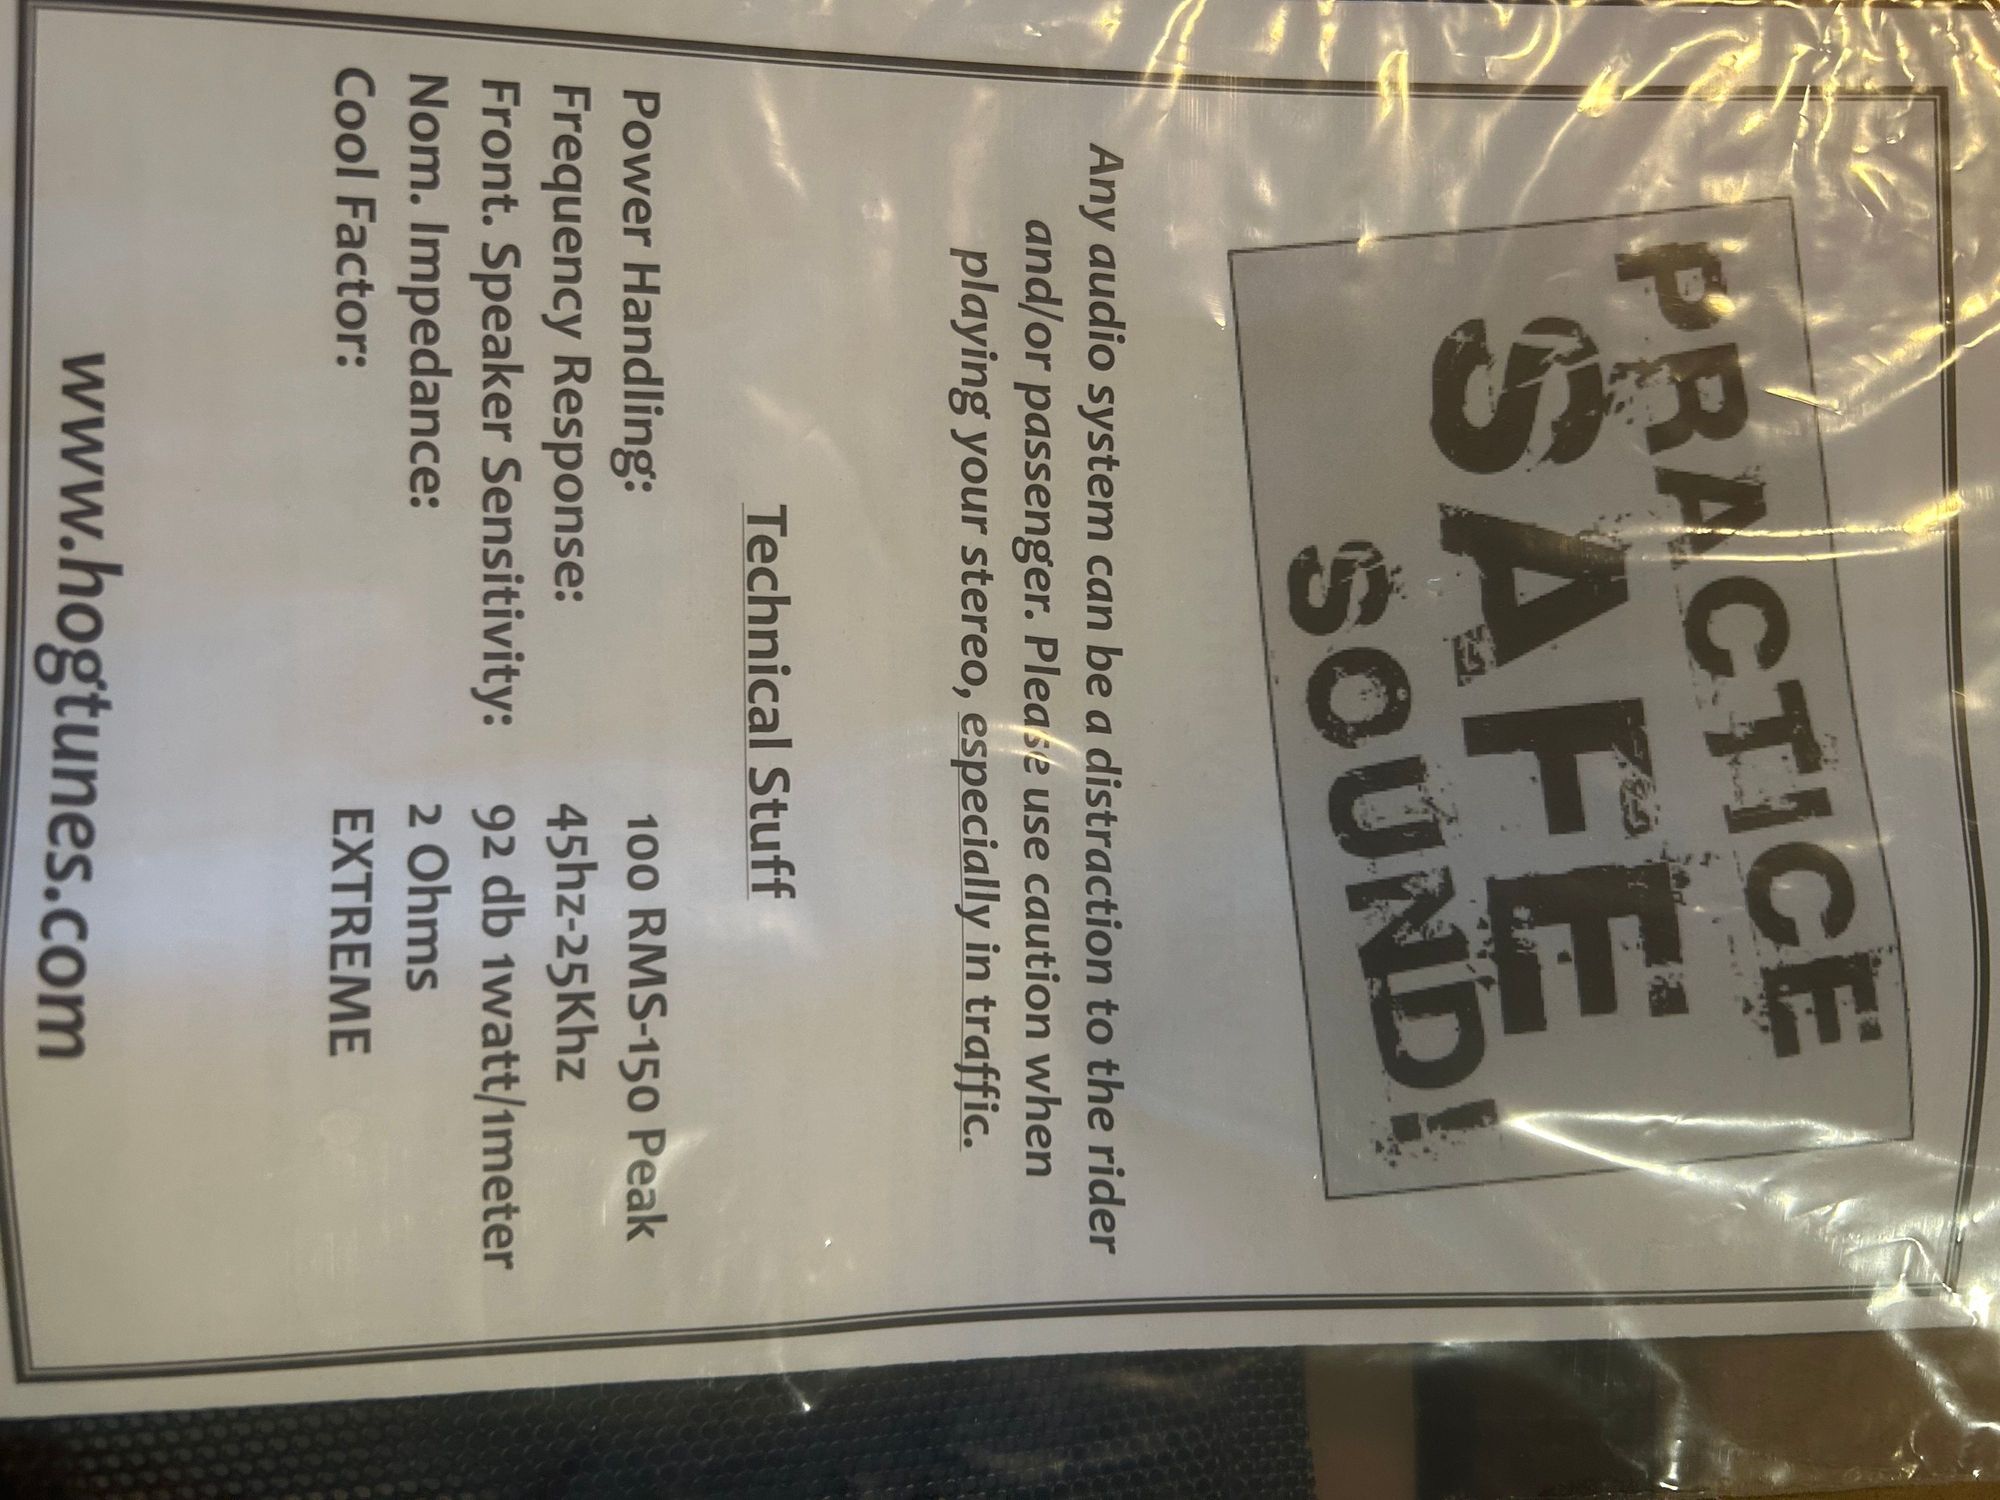 PRACTICE
SAFE
SOUND!
Any audio system can be a distraction to the rider
and/or passenger. Please use caution when
playing your stereo, especially in traffic.
Technical Stuff
Power Handling: 100 RMS-150 Peak
Frequency Response: 45hz-25Khz
Front. Speaker Sensitivity: 92 db 1watt/1meter
Nom. Impedance: 2 Ohms
Cool Factor: EXTREME
www.hogtunes.com